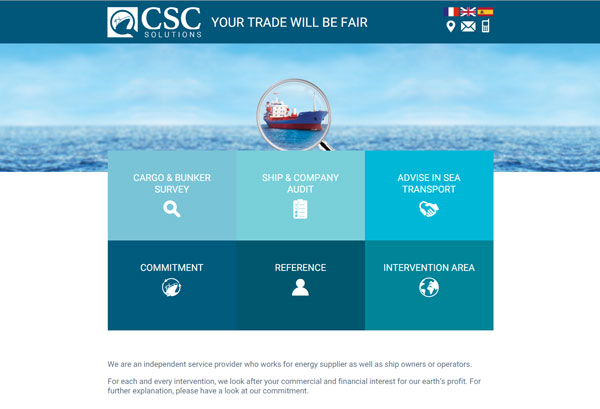 CSC
SOLUTIONS
YOUR TRADE WILL BE FAIR
CARGO & BUNKER
SURVEY
SHIP & COMPANY
AUDIT
ADVISE IN SEA
TRANSPORT
COMMITMENT
REFERENCE
INTERVENTION AREA
We are an independent service provider who works for energy supplier as well as ship owners or operators.
For each and every intervention, we look after your commercial and financial interest for our earth's profit. For
further explanation, please have a look at our commitment.